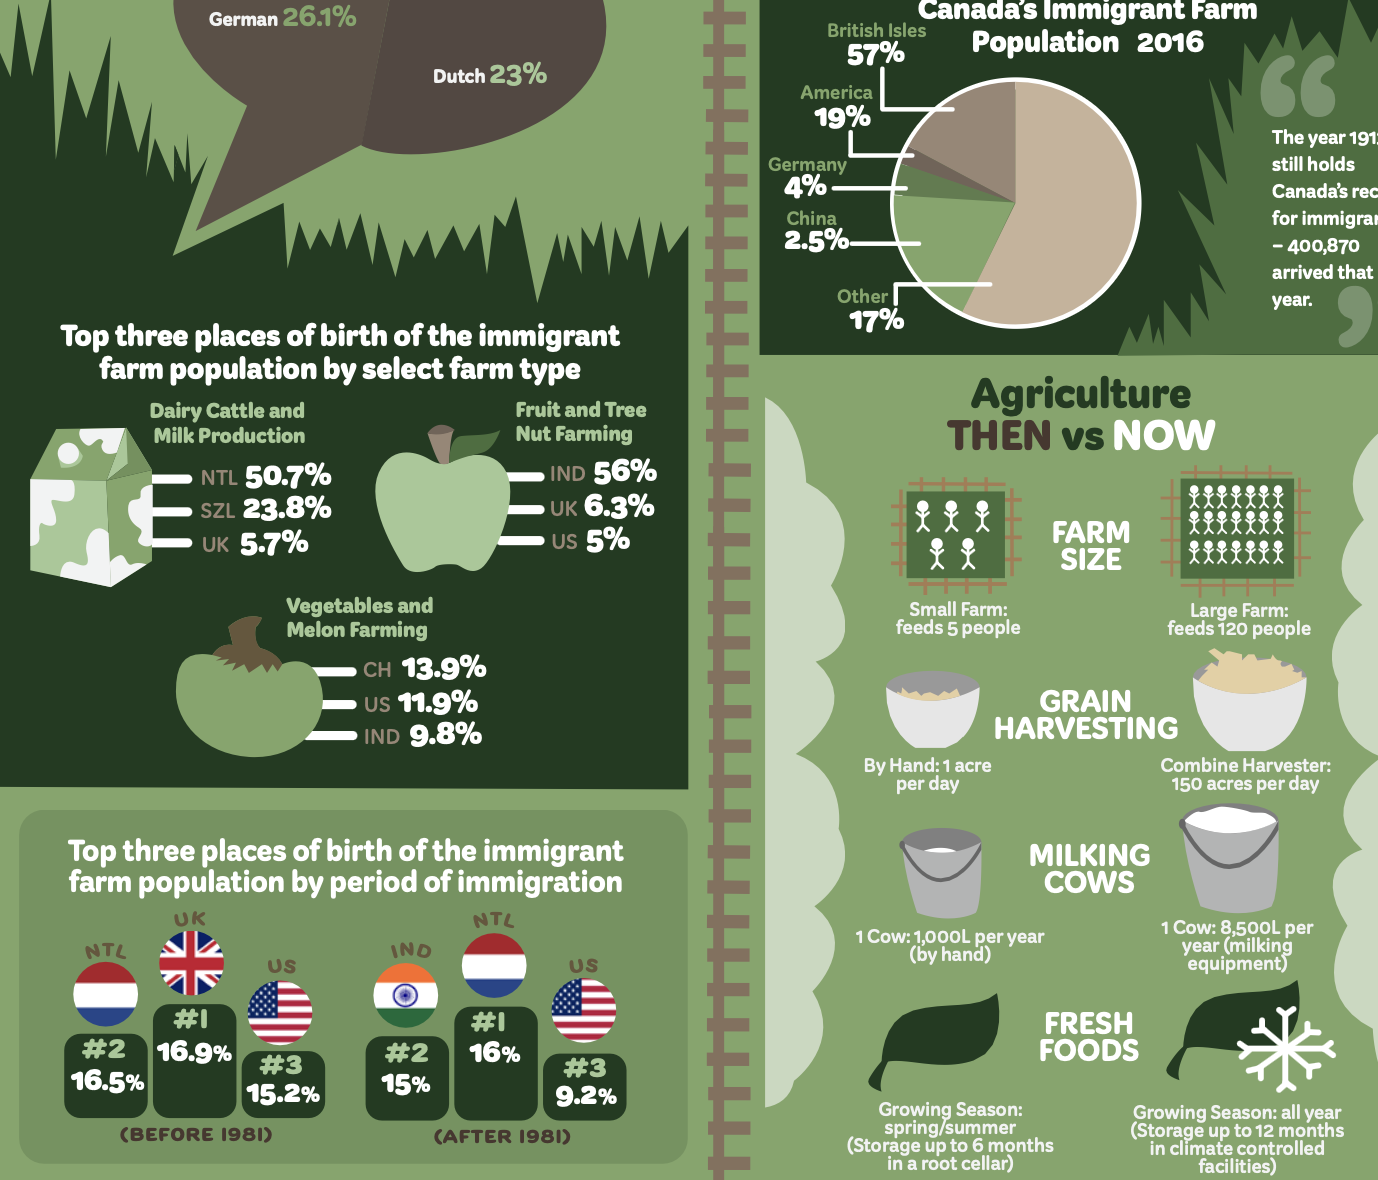 German 26.1%
Dutch 23%
Top three places of birth of the immigrant
farm population by select farm type
Dairy Cattle and
Milk Production
NTL 50.7%
SZL 23.8%
UK 5.7%
Fruit and Tree
Nut Farming
IND 56%
UK 6.3%
US 5%
Vegetables and
Melon Farming
CH 13.9%
US 11.9%
IND 9.8%
Top three places of birth of the immigrant
farm population by period of immigration
NTL
#2
16.5%
UK
#1
16.9%
US
#3
15.2%
(BEFORE 1981)
IND
#2
15%
NTL
#1
16%
US
#3
9.2%
(AFTER 1981)
Canada's Immigrant Farm
Population 2016
British Isles
57%
America
19%
Germany
4%
China
2.5%
Other
17%
“
The year
still holds
Canada's
for
– 400,870
arrived that
year.
Agriculture
THEN vs NOW
FARM
SIZE
Small Farm:
feeds 5 people
Large Farm:
feeds 120 people
GRAIN
HARVESTING
By Hand: 1 acre
per day
Combine Harvester:
150 acres per day
MILKING
COWS
1 Cow: 1,000L per year
(by hand)
1 Cow: 8,500L per
year (milking
equipment)
FRESH
FOODS
Growing Season:
spring/summer
(Storage up to 6 months
in a root cellar)
Growing Season: all year
(Storage up to 12 months
in climate controlled
facilities)